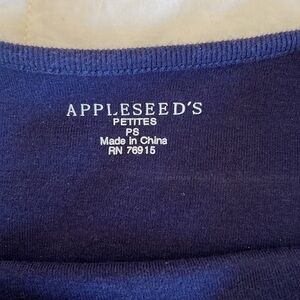 APPLESEED'S
PETITES
PS
Made in China
RN 76915